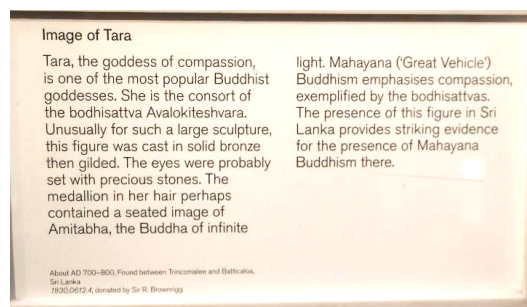 Image of Tara
Tara, the goddess of compassion,
is one of the most popular Buddhist
goddesses. She is the consort of
the bodhisattva Avalokiteshvara.
Unusually for such a large sculpture,
this figure was cast in solid bronze
then gilded. The eyes were probably
set with precious stones. The
medallion in her hair perhaps
contained a seated image of
Amitabha, the Buddha of infinite
light. Mahayana (‘Great Vehicle’)
Buddhism emphasises compassion,
exemplified by the bodhisattvas.
The presence of this figure in Sri
Lanka provides striking evidence
for the presence of Mahayana
Buddhism there.
About AD 700–800, Found between Trincomalee and Batticaloa,
Sri Lanka
1830,0612.4, donated by Sir R. Brownrigg